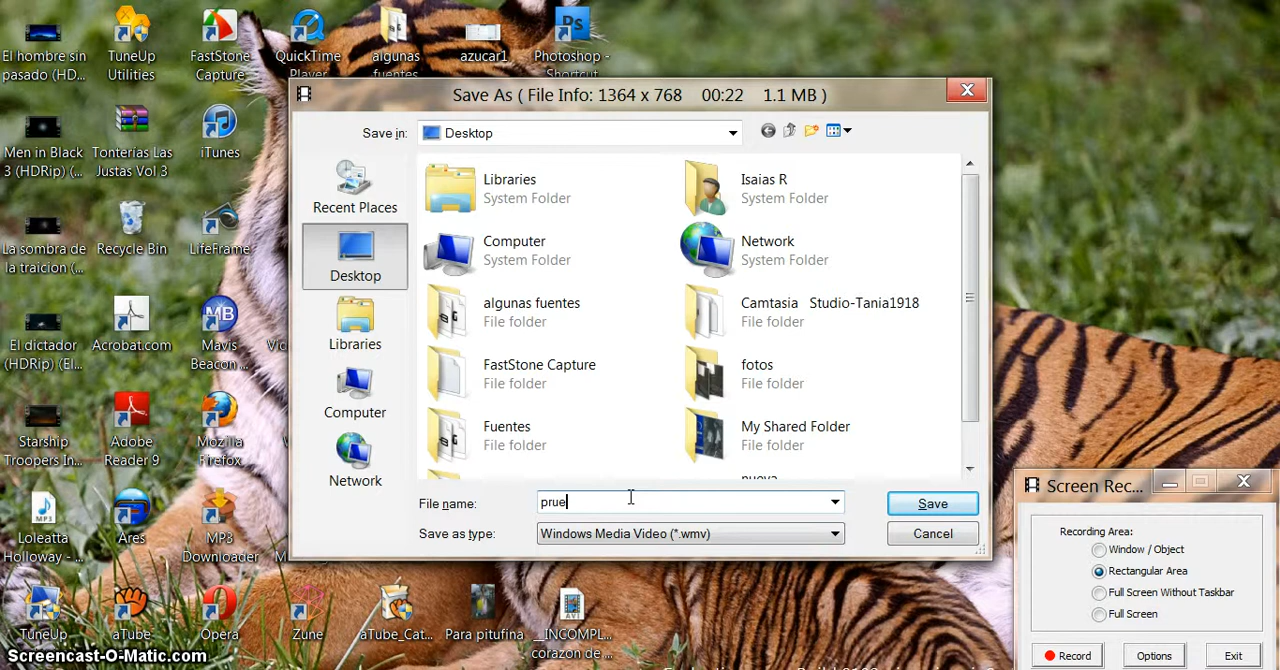 El hombre sin
pasado (HD...
TuneUp
Utilities
FastStone
Capture
QuickTime
Player
algunas
fuentes
azucar1
Photoshop -
Shortcut
Men in Black
3 (HDRip) (...
Tonterías Las
Justas Vol 3
iTunes
La sombra de
la traicion (...
Recycle Bin
LifeFrame
El dictador
(HDRip) (El...
Acrobat.com
Mavis
Beacon ...
Starship
Troopers In...
Adobe
Reader 9
Mozilla
Firefox
Loleatta
Holloway - ...
Ares
MP3
Downloader
TuneUp
aTube
Opera
Zune
aTube_Cat...
Para pitufina
__INCOMPL...
corazon de ...
Save As ( File Info: 1364 x 768 00:22 1.1 MB )
Save in:
Desktop
Recent Places
Desktop
Libraries
Computer
Network
Libraries
System Folder
Isaias R
System Folder
Computer
System Folder
Network
System Folder
algunas fuentes
File folder
Camtasia Studio-Tania1918
File folder
FastStone Capture
File folder
fotos
File folder
Fuentes
File folder
My Shared Folder
File folder
nueva
File name:
prue
Save
Save as type:
Windows Media Video (*.wmv)
Cancel
Screen Rec...
Recording Area:
Window / Object
Rectangular Area
Full Screen Without Taskbar
Full Screen
Record
Options
Exit
Screencast-O-Matic.com